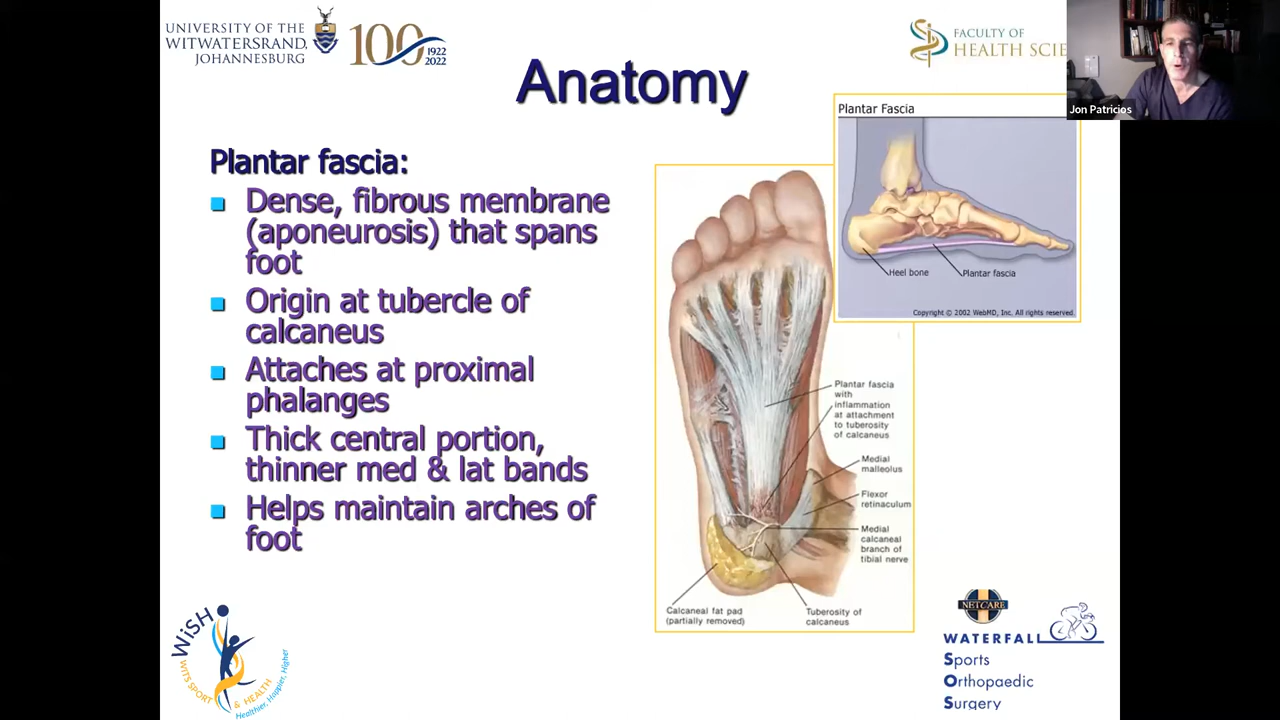 UNIVERSITY OF THE
WITWATERSRAND,
JOHANNESBURG
100
1922
2022
FACULTY OF
HEALTH SCIE
Jon Patricios
Anatomy
Plantar fascia:
Dense, fibrous membrane
(aponeurosis) that spans
foot
Origin at tubercle of
calcaneus
Attaches at proximal
phalanges
Thick central portion,
thinner med & lat bands
Helps maintain arches of
foot
Plantar Fascia
Heel bone
Plantar fascia
Copyright © 2002 WebMD, Inc. All rights reserved.
Plantar fascia
with
inflammation
at attachment
to tuberosity
of calcaneus
Medial
malleolus
Flexor
retinaculum
Medial
calcaneal
branch of
tibial nerve
Calcaneal fat pad
(partially removed)
Tuberosity of
calcaneus
WiSH
WITS SPORT & HEALTH
Healthier, Happier, Higher
NETCARE
WATERFALL
Sports
Orthopaedic
Surgery